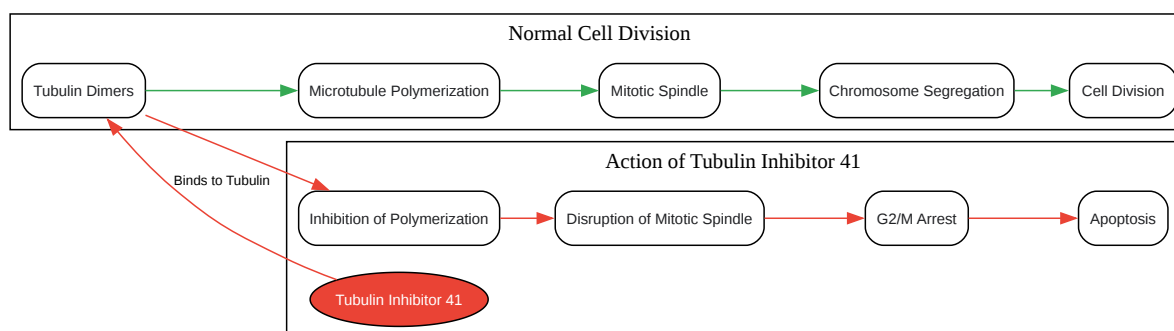 Normal Cell Division
Tubulin Dimers
Microtubule Polymerization
Mitotic Spindle
Chromosome Segregation
Cell Division
Action of Tubulin Inhibitor 41
Binds to Tubulin
Inhibition of Polymerization
Disruption of Mitotic Spindle
G2/M Arrest
Apoptosis
Tubulin Inhibitor 41